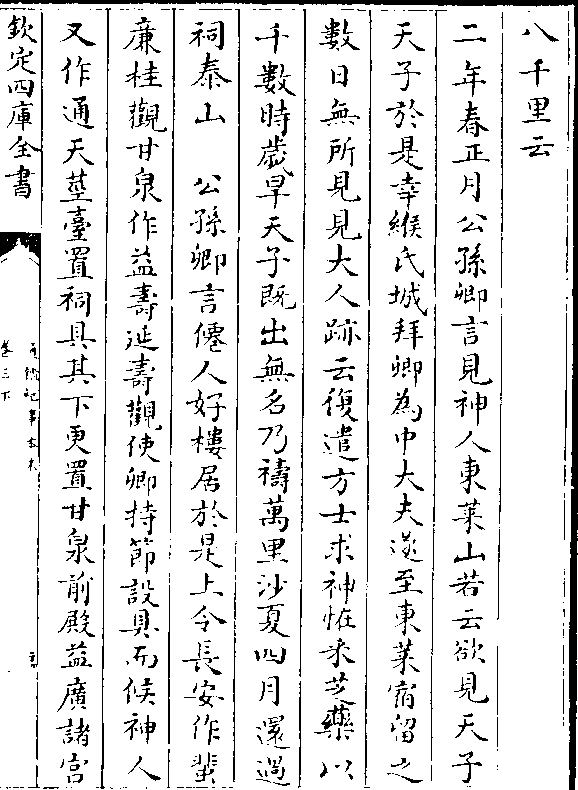 八千里云
二年春正月公孫卿言見神人東萊山若云欲見天子
天子於是幸緱氏城拜卿為中大夫遂至東萊宿留之
數日無所見見大人跡云復遣方士求神怪采芝藥以
千數時歲旱天子既出無名乃禱萬里沙夏四月還過
祠泰山 公孫卿言僊人好樓居於是上令長安作蜚
廉桂觀甘泉作益壽延壽觀使卿持節設具而候神人
又作通天莖臺置祠具其下更置甘泉前殿益廣諸宮
欽定四庫全書
卷三下